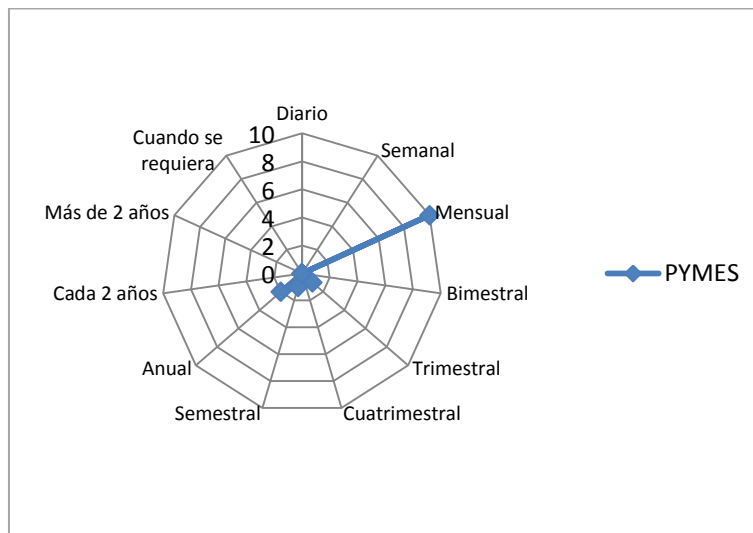 Diario
Semanal
Mensual
Bimestral
Trimestral
Cuatrimestral
Semestral
Anual
Cada 2 años
Más de 2 años
Cuando se
requiera
10
8
6
4
2
0
PYMES